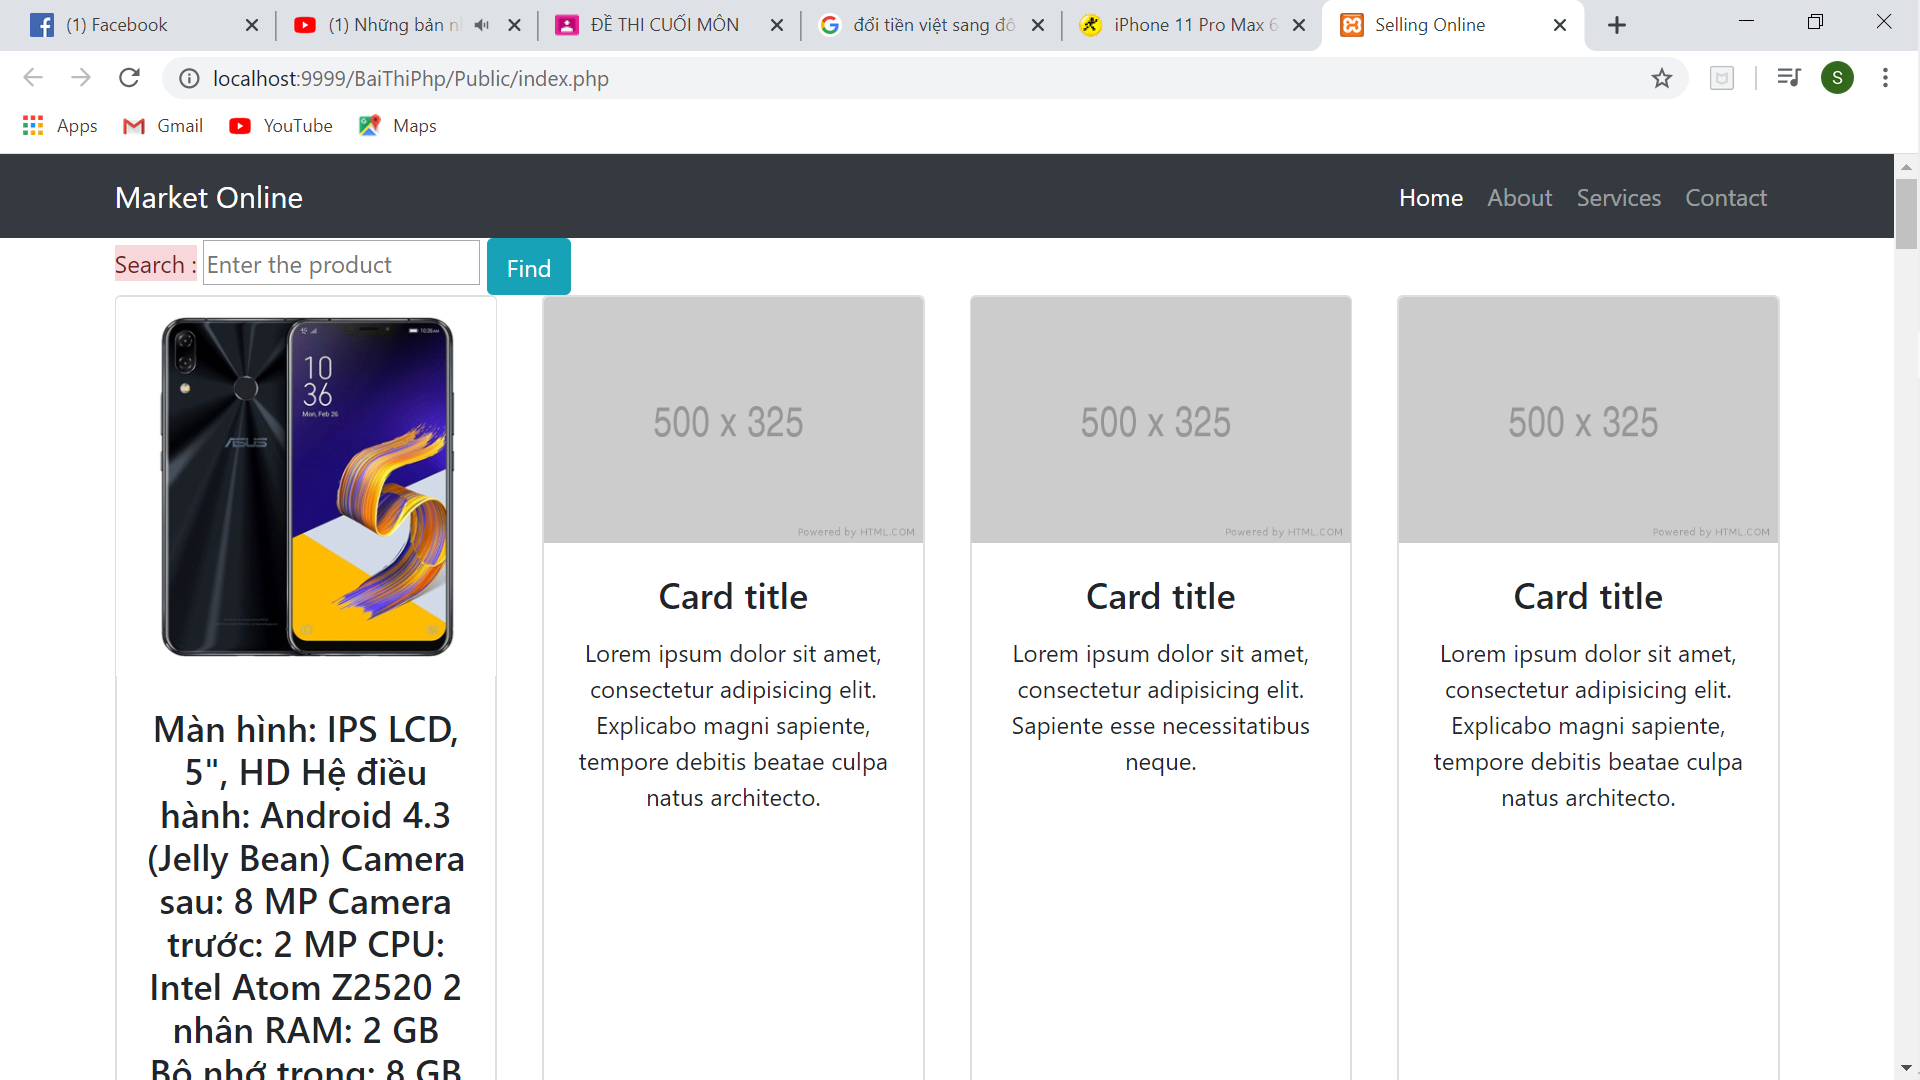 (1) Facebook
(1) Những bản
ĐỀ THI CUỐI MÔN
đổi tiền việt sang đô
iPhone 11 Pro Max 6
Selling Online
localhost:9999/BaiThiPhp/Public/index.php
S
Apps
Gmail
YouTube
Maps
Market Online
Home
About
Services
Contact
Search :
Enter the product
Find
10
36
Mon, Feb 26
ASUS
500 x 325
Powered by HTML.COM
500 x 325
Powered by HTML.COM
500 x 325
Powered by HTML.COM
Màn hình: IPS LCD,
5", HD Hệ điều
hành: Android 4.3
(Jelly Bean) Camera
sau: 8 MP Camera
trước: 2 MP CPU:
Intel Atom Z2520 2
nhân RAM: 2 GB
Bộ nhớ trong: 8 GB
Card title
Lorem ipsum dolor sit amet,
consectetur adipisicing elit.
Explicabo magni sapiente,
tempore debitis beatae culpa
natus architecto.
Card title
Lorem ipsum dolor sit amet,
consectetur adipisicing elit.
Sapiente esse necessitatibus
neque.
Card title
Lorem ipsum dolor sit amet,
consectetur adipisicing elit.
Explicabo magni sapiente,
tempore debitis beatae culpa
natus architecto.